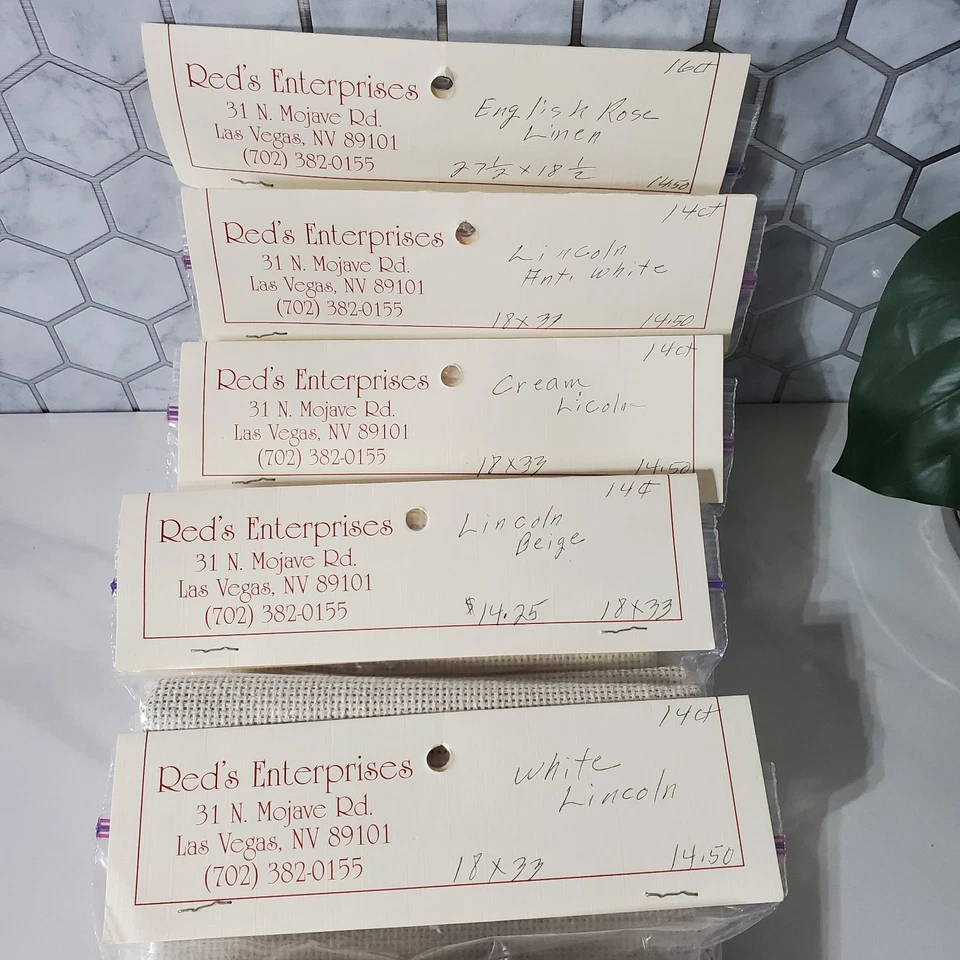 16ct
Red's Enterprises
31 N. Mojave Rd.
Las Vegas, NV 89101
(702) 382-0155
English Rose
Linen
27½ x 18½
14.50
14ct
Red's Enterprises
31 N. Mojave Rd.
Las Vegas, NV 89101
(702) 382-0155
Lincoln
Ant. White
18x33 14.50
14ct
Red's Enterprises
31 N. Mojave Rd.
Las Vegas, NV 89101
(702) 382-0155
Cream
Licoln
18x33 14.50
14¢
Red's Enterprises
31 N. Mojave Rd.
Las Vegas, NV 89101
(702) 382-0155
Lincoln
Beige
$14.25 18x33
14ct
Red's Enterprises
31 N. Mojave Rd.
Las Vegas, NV 89101
(702) 382-0155
White
Lincoln
18x33 14.50